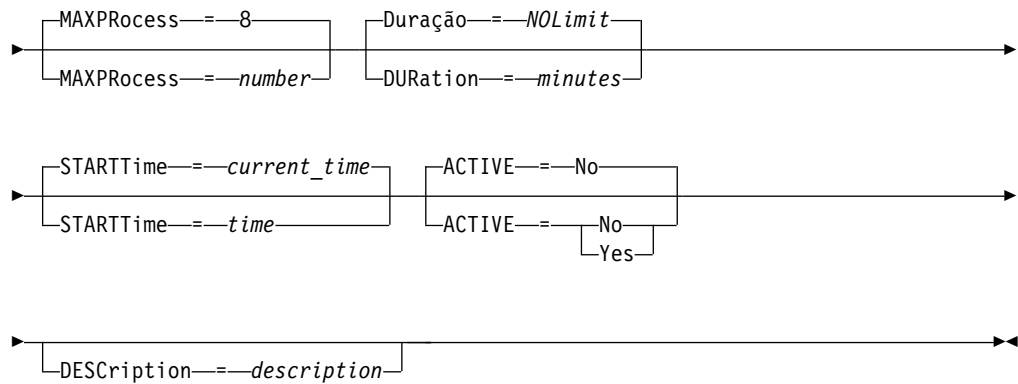 MAXPRocess = 8 Duração = NOLimit
MAXPRocess = number DURation = minutes
STARTTime = current_time ACTIVE = No
STARTTime = time ACTIVE = No
Yes
DESCription = description